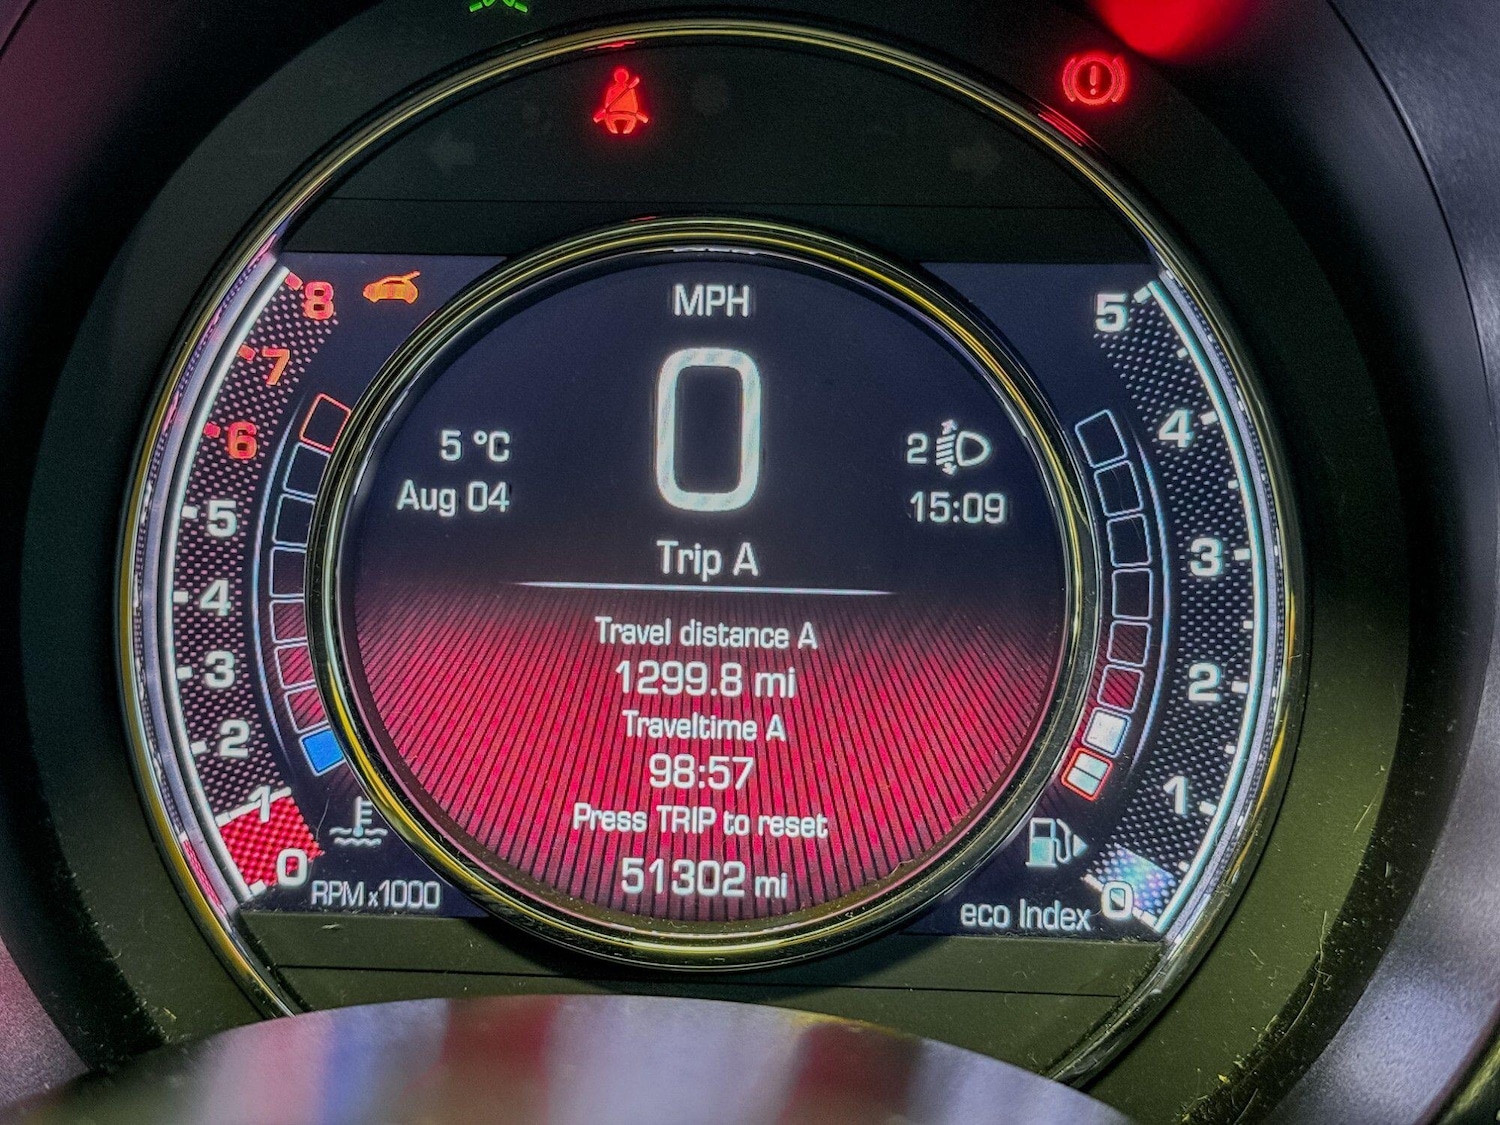 MPH
0
5 °C
Aug 04
2
15:09
Trip A
Travel distance A
1299.8 mi
Traveltime A
98:57
Press TRIP to reset
51302 mi
8
7
6
5
4
3
2
1
0
RPM x1000
5
4
3
2
1
0
eco Index